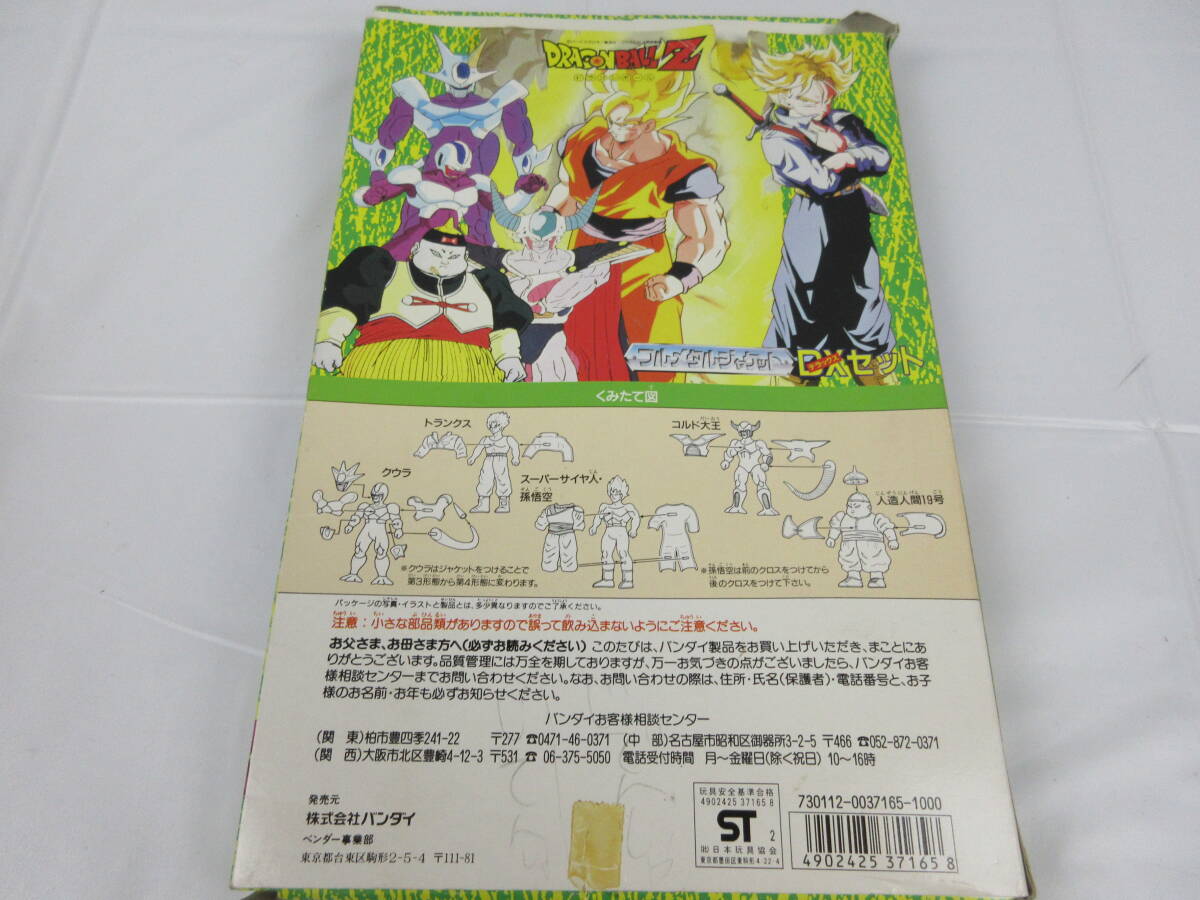 DRAGON BALL Z
フルメタルジャケット
DXセット
デラックス
くみたて図
トランクス
コルド大王
クウラ
スーパーサイヤ人・
孫悟空
人造人間19号
※クウラはジャケットをつけることで
第3形態から第4形態に変わります。
※孫悟空は前のクロスをつけてから
後のクロスをつけて下さい。
パッケージの写真・イラストと製品とは、多少異なりますのでご了承ください。
注意：小さな部品類がありますので誤って飲み込まないようにご注意ください。
お父さま、お母さま方へ(必ずお読みください) このたびは、バンダイ製品をお買い上げいただき、まことにあ
りがとうございます。品質管理には万全を期しておりますが、万一お気づきの点がございましたら、バンダイお客
様相談センターまでお問い合わせください。なお、お問い合わせの際は、住所・氏名(保護者)・電話番号と、お子
様のお名前・お年も必ずお知らせください。
バンダイお客様相談センター
(関 東)柏市豊四季241-22 〒277 ☎0471-46-0371 (中 部)名古屋市昭和区御器所3-2-5 〒466 ☎052-872-0371
(関 西)大阪市北区豊崎4-12-3 〒531 ☎ 06-375-5050 電話受付時間 月～金曜日(除く祝日) 10～16時
発売元
株式会社バンダイ
ベンダー事業部
東京都台東区駒形2-5-4 〒111-81
玩具安全基準合格
4902425 37165 8
ST 2
(社)日本玩具協会
東京都墨田区東駒形4-22-4
730112-0037165-1000
4902425 371658